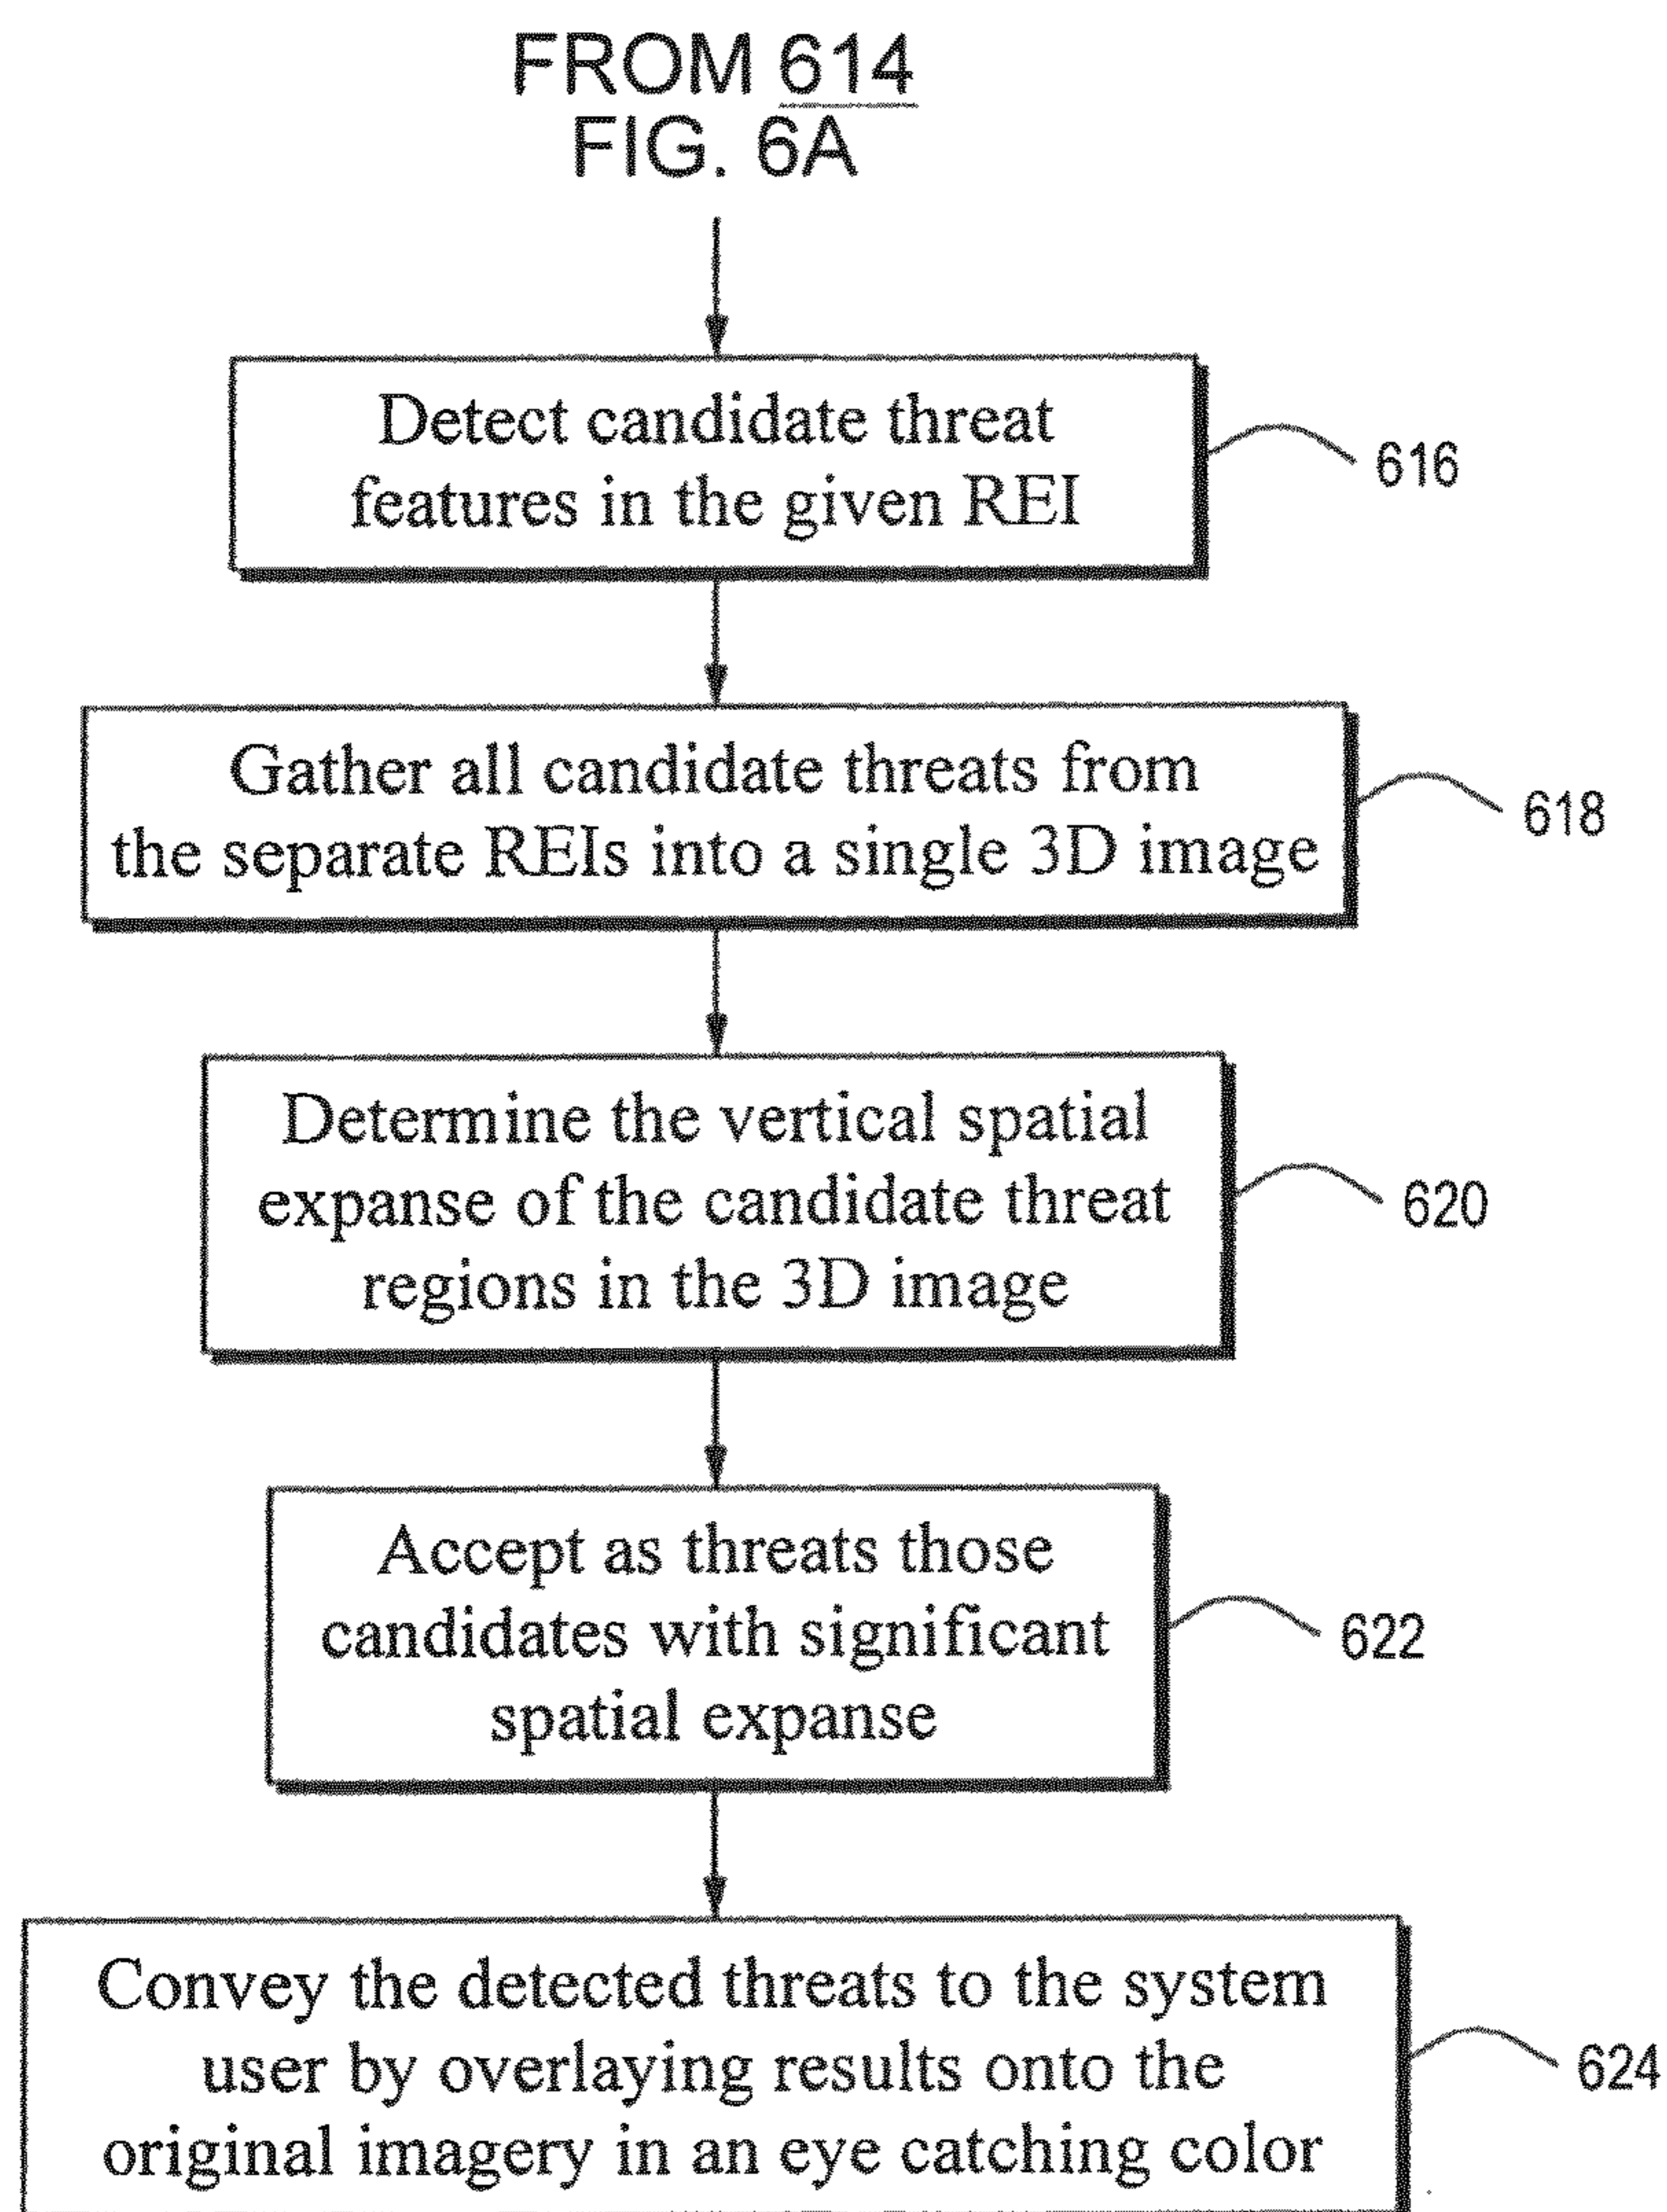 FROM 614
FIG. 6A
Detect candidate threat
features in the given REI
616
Gather all candidate threats from
the separate REIs into a single 3D image
618
Determine the vertical spatial
expanse of the candidate threat
regions in the 3D image
620
Accept as threats those
candidates with significant
spatial expanse
622
Convey the detected threats to the system
user by overlaying results onto the
original imagery in an eye catching color
624